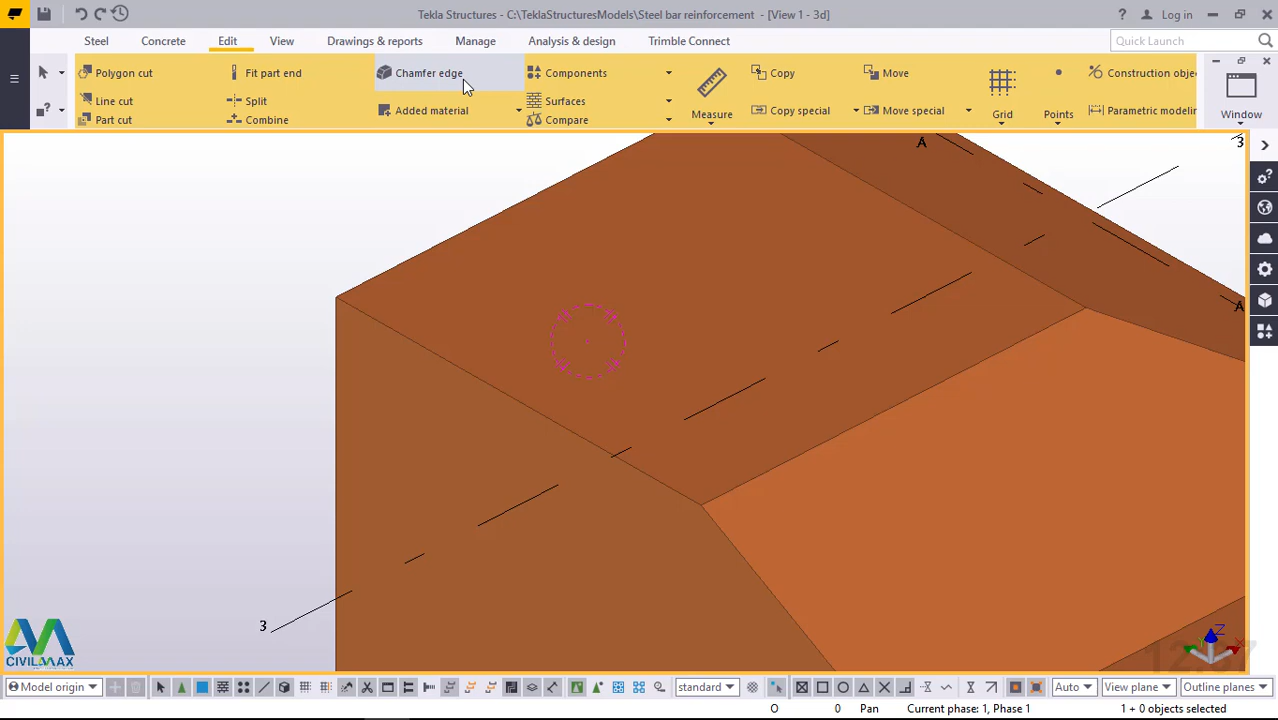 Tekla Structures - C:\TeklaStructuresModels\Steel bar reinforcement - [View 1 - 3d]
Log in
Steel Concrete Edit View Drawings & reports Manage Analysis & design Trimble Connect
Quick Launch
Polygon cut Fit part end Chamfer edge Components Copy Move Construction obje
Line cut Split Added material Surfaces Measure Copy special Move special Grid Points Parametric modelin Window
Part cut Combine Compare
A
3
A
3
CIVILMAX
Z
Model origin standard Auto View plane Outline planes
O 0 Pan Current phase: 1, Phase 1 1 + 0 objects selected